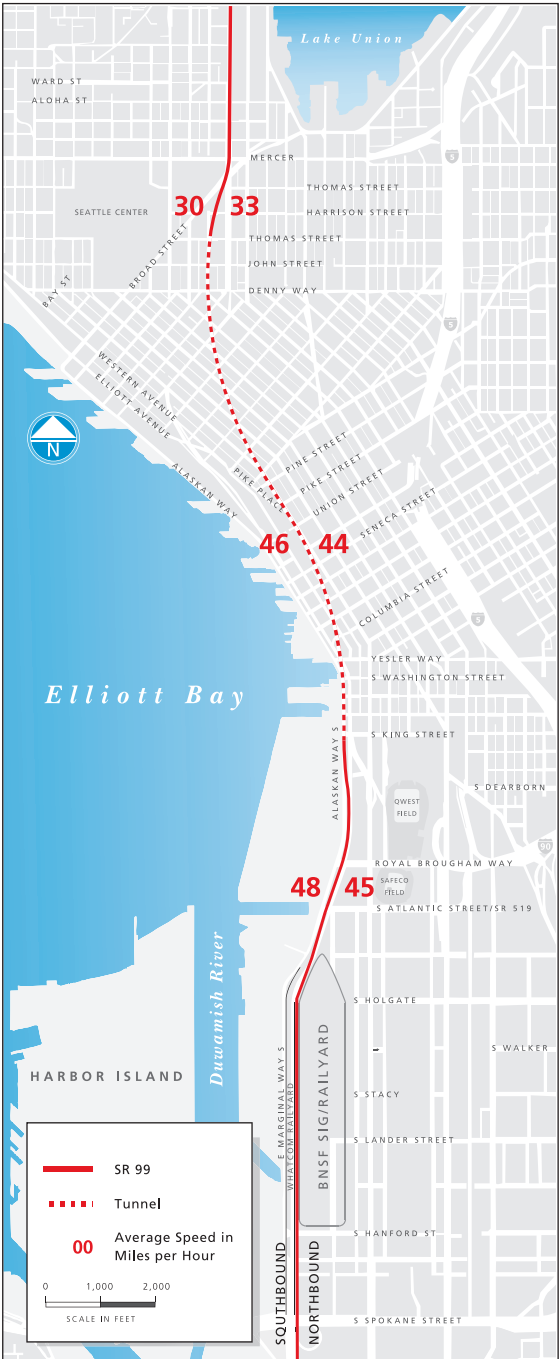 Lake Union
WARD ST
ALOHA ST
5
MERCER
THOMAS STREET
30 33
SEATTLE CENTER
HARRISON STREET
BROAD STREET
THOMAS STREET
JOHN STREET
BAY ST
DENNY WAY
5
WESTERN AVENUE
ELLIOTT AVENUE
N
PINE STREET
PIKE STREET
ALASKAN WAY
PIKE PLACE
UNION STREET
SENECA STREET
46 44
COLUMBIA STREET
5
YESLER WAY
S WASHINGTON STREET
Elliott Bay
S KING STREET
ALASKAN WAY S
S DEARBORN
QWEST
FIELD
90
ROYAL BROUGHAM WAY
48 45
SAFECO
FIELD
S ATLANTIC STREET/SR 519
Duwamish River
S HOLGATE
S WALKER
HARBOR ISLAND
E MARGINAL WAY S
WHATCOM RAILYARD
BNSF SIG/RAILYARD
S STACY
S LANDER STREET
S HANFORD ST
SOUTHBOUND
NORTHBOUND
S SPOKANE STREET
SR 99
Tunnel
00 Average Speed in
Miles per Hour
0 1,000 2,000
SCALE IN FEET